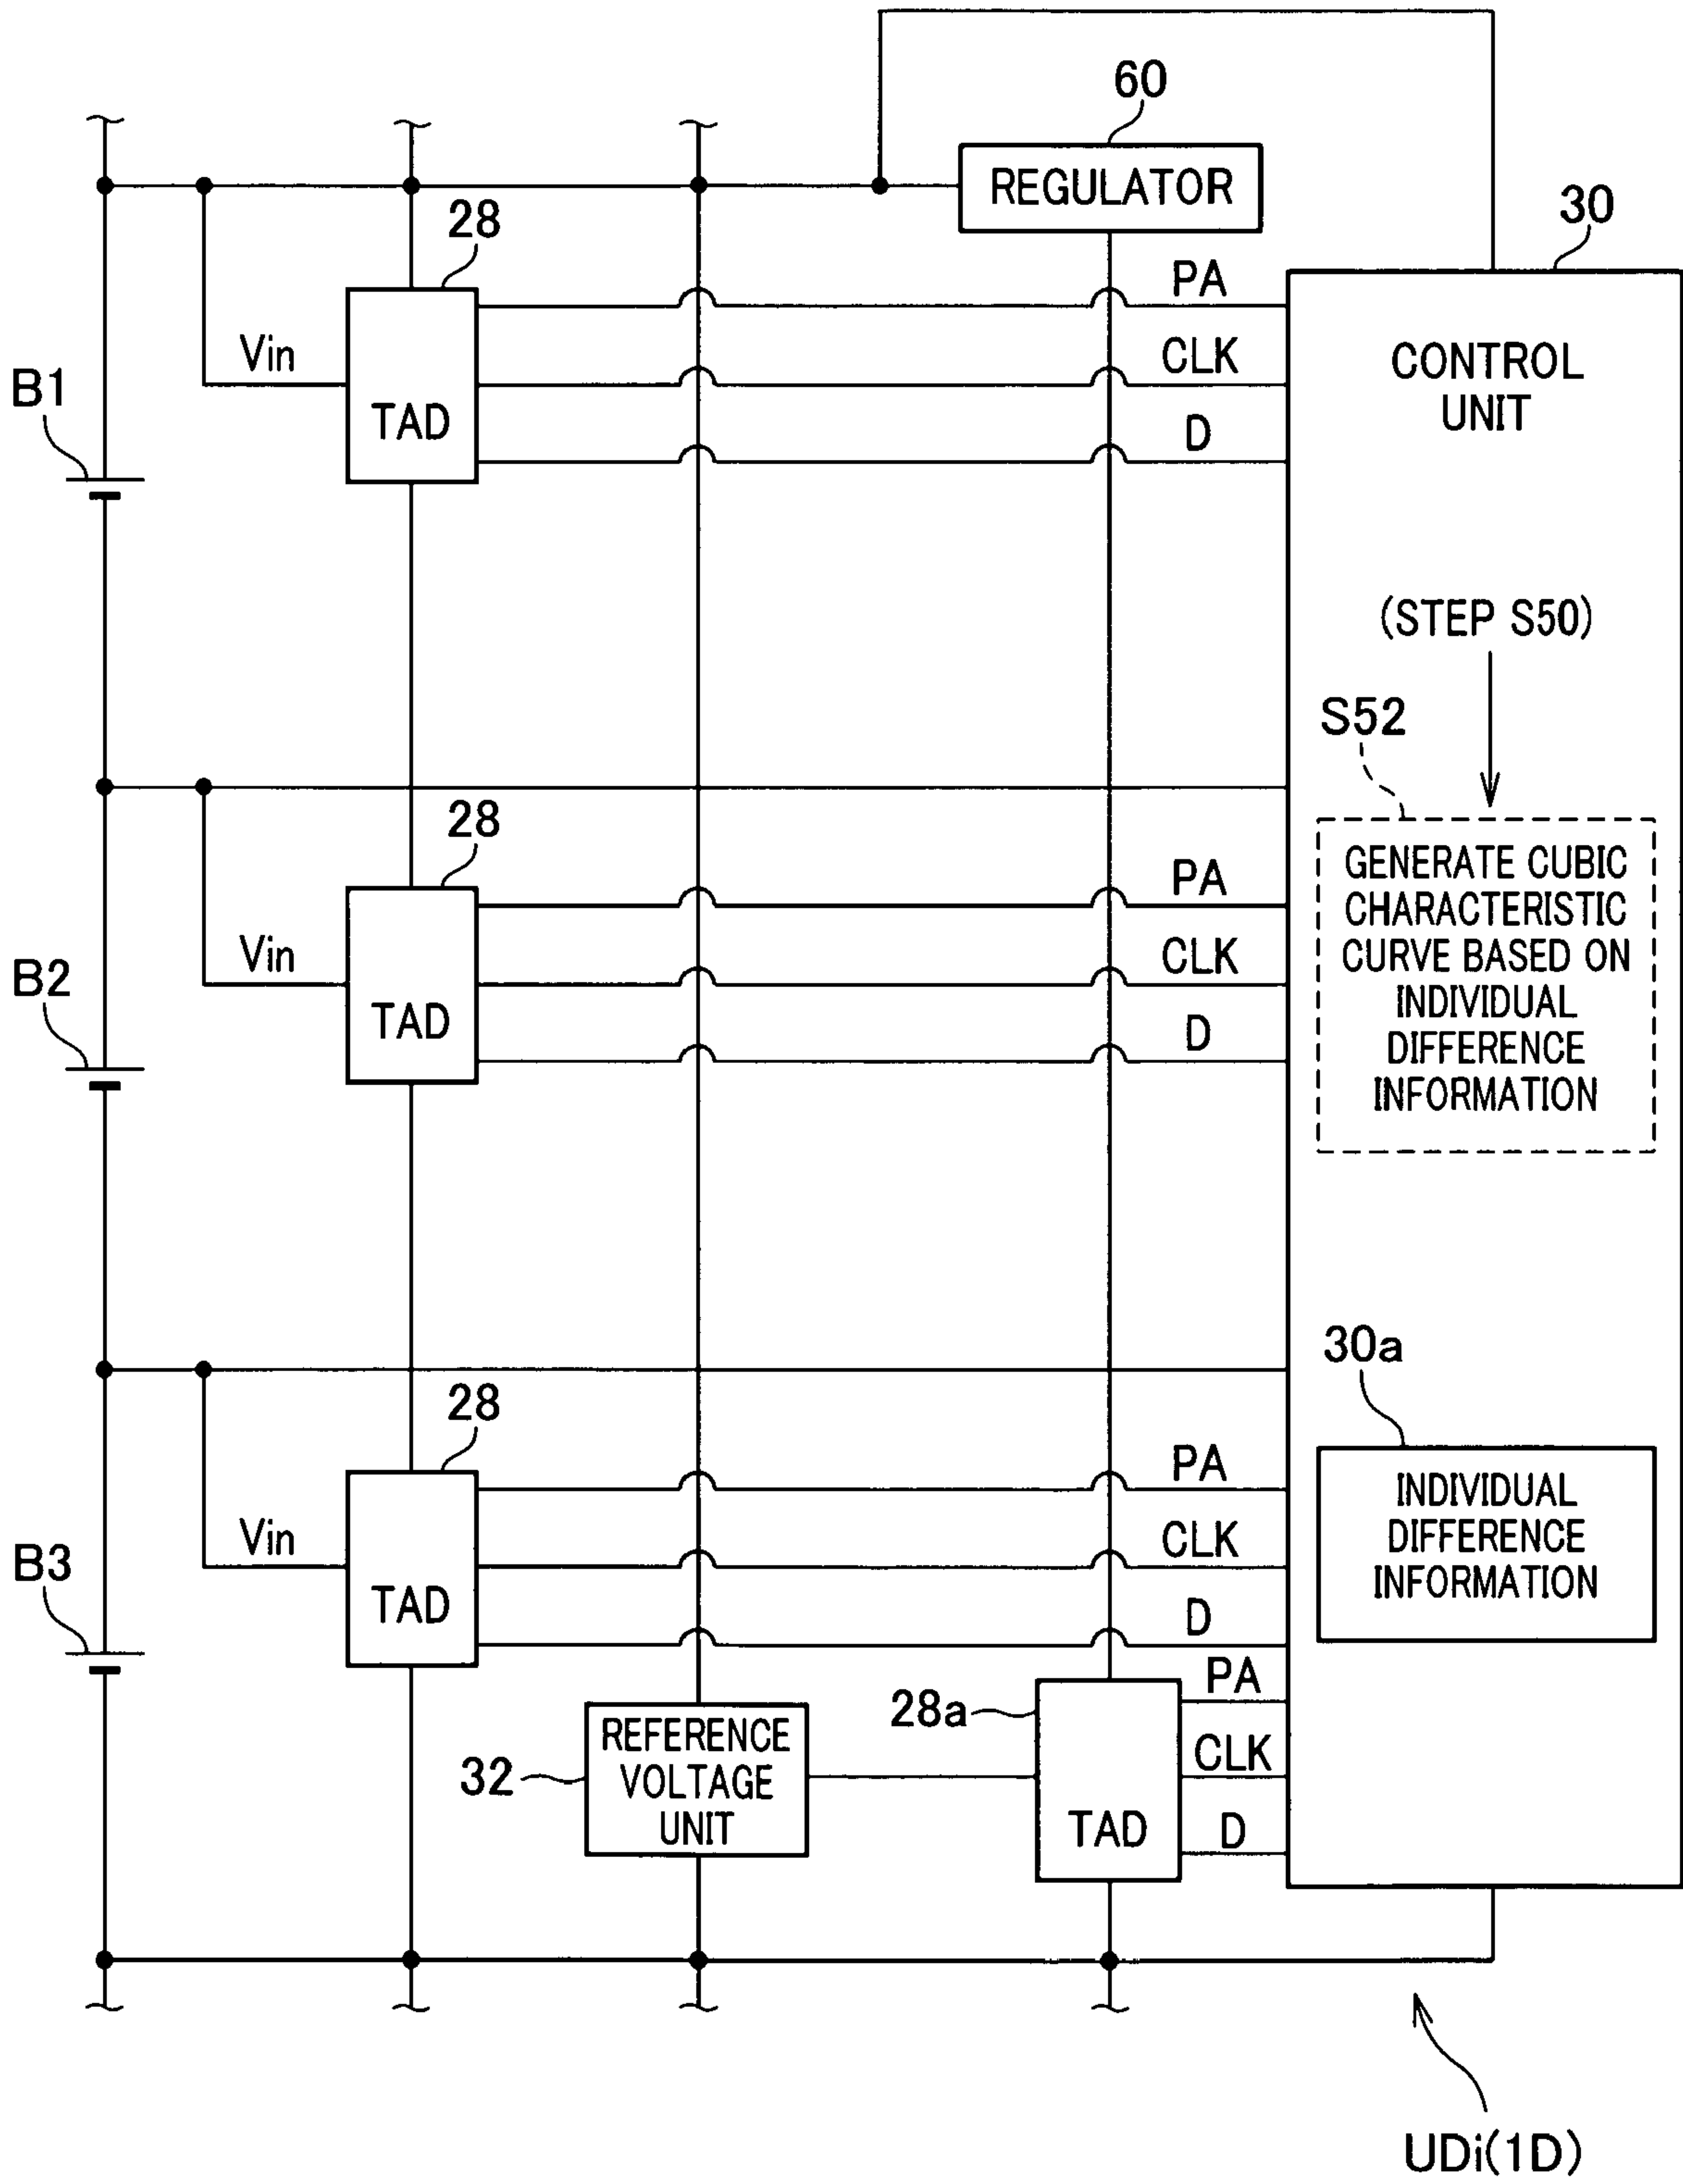 60
REGULATOR
30
28
PA
Vin
CLK
B1
TAD
D
CONTROL
UNIT
(STEP S50)
S52
28
PA
Vin
CLK
B2
TAD
D
GENERATE CUBIC
CHARACTERISTIC
CURVE BASED ON
INDIVIDUAL
DIFFERENCE
INFORMATION
30a
28
PA
Vin
CLK
B3
TAD
D
INDIVIDUAL
DIFFERENCE
INFORMATION
PA
28a
CLK
TAD
D
32
REFERENCE
VOLTAGE
UNIT
UDi(1D)